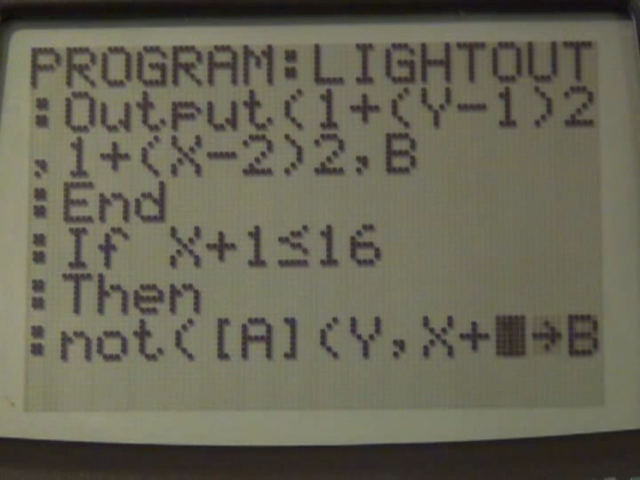 PROGRAM:LIGHTOUT
:Output(1+(Y-1)2
,1+(X-2)2,B
:End
:If X+1≤16
:Then
:not([A](Y,X+■→B